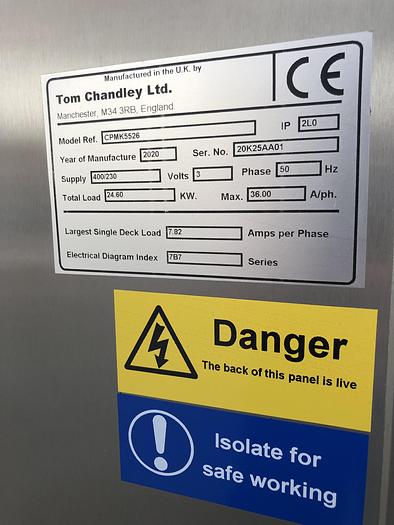 Manufactured in the U.K. by
Tom Chandley Ltd.
Manchester, M34 3RB, England
CE
Model Ref. CPMK5526 IP 2L0
Year of Manufacture 2020 Ser. No. 20K25AA01
Supply 400/230 Volts 3 Phase 50 Hz
Total Load 24.60 KW. Max. 36.00 A/ph.
Largest Single Deck Load 7.82 Amps per Phase
Electrical Diagram Index 7B7 Series
Danger
The back of this panel is live
Isolate for
safe working